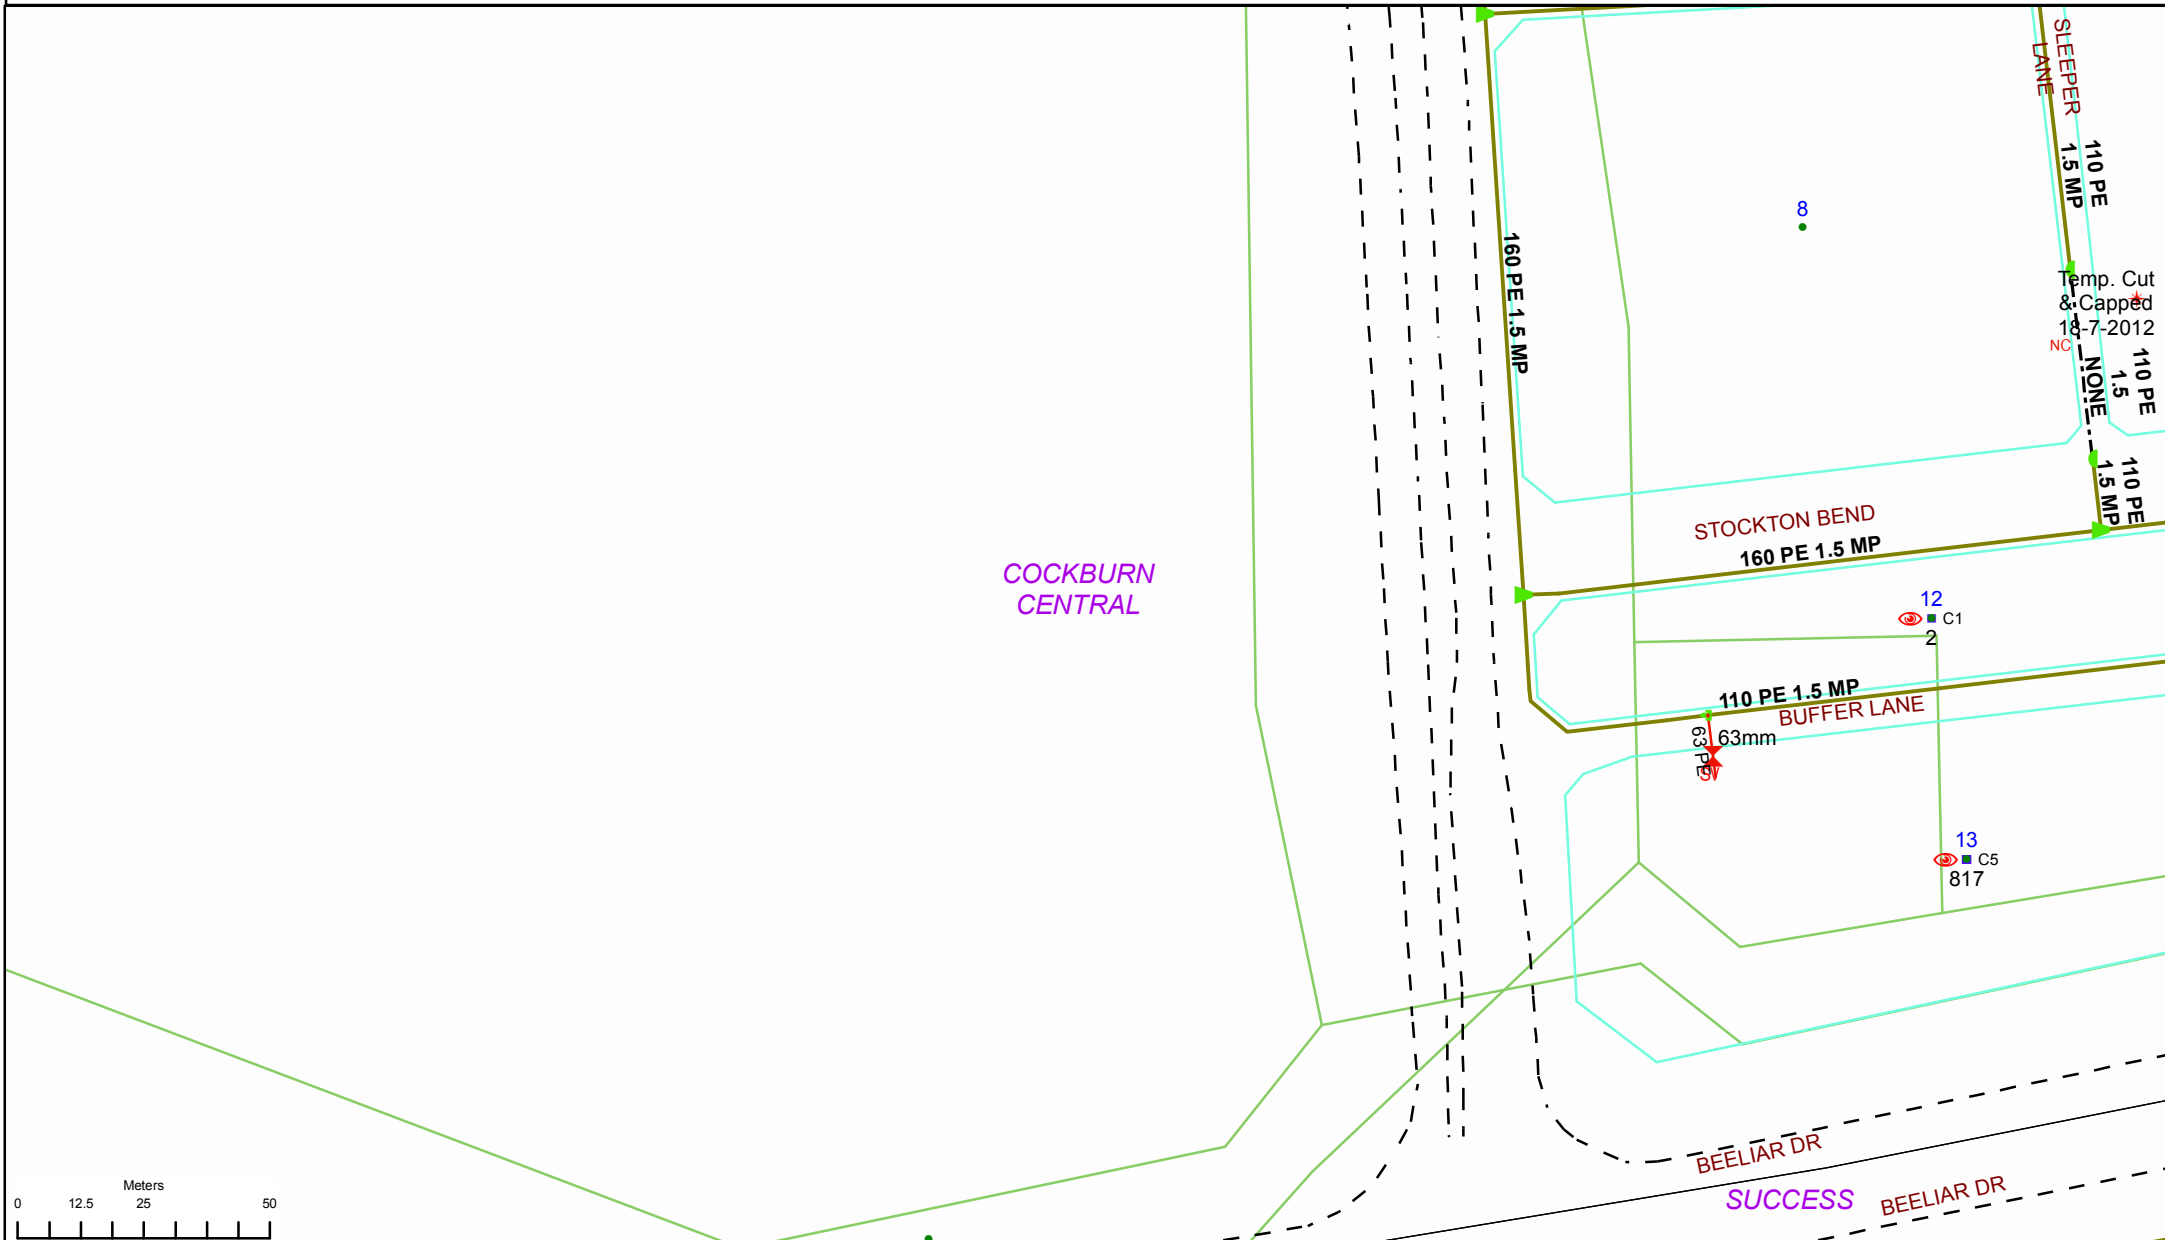 SLEEPER
LANE
110 PE
1.5 MP
8
160 PE 1.5 MP
Temp. Cut
& Capped
18-7-2012
NC
NONE
110 PE
1.5
110 PE
1.5 MP
STOCKTON BEND
160 PE 1.5 MP
COCKBURN
CENTRAL
12
C1
2
110 PE 1.5 MP
BUFFER LANE
63 PE
63mm
SV
13
C5
817
BEELIAR DR
SUCCESS
BEELIAR DR
Meters
0 12.5 25 50